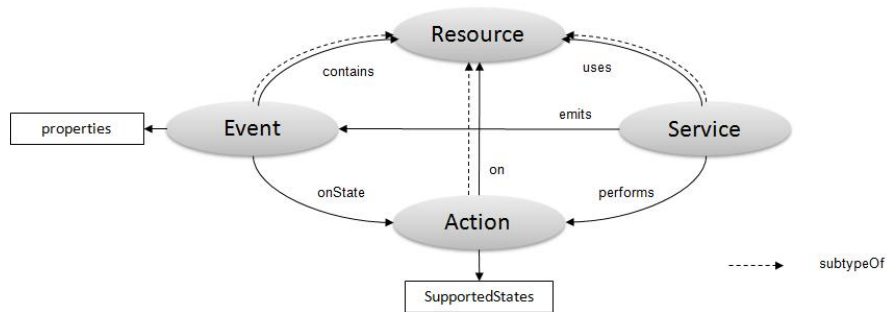 Resource
contains
uses
properties
Event
emits
Service
onState
on
performs
Action
subtypeOf
SupportedStates